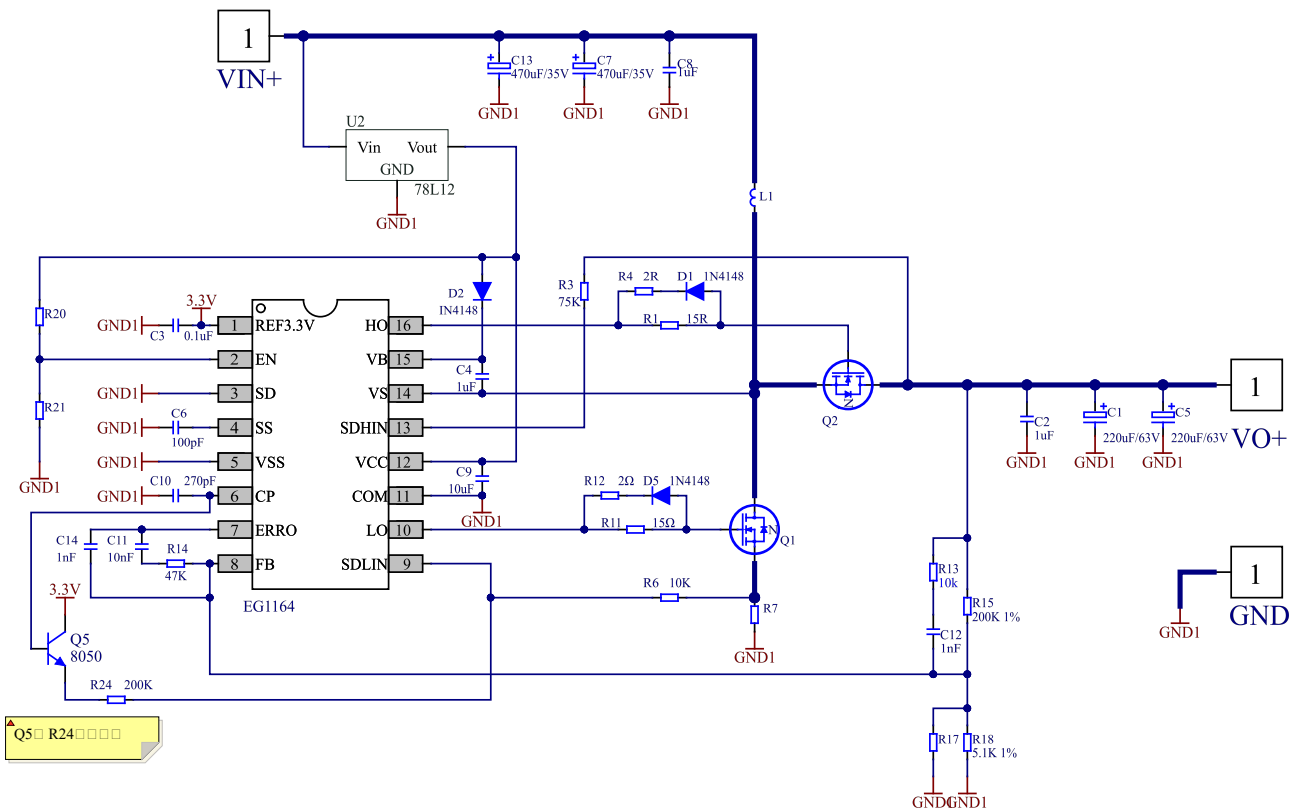 1
VIN+
C13
470uF/35V
C7
470uF/35V
C8
1uF
GND1
GND1
GND1
U2
Vin Vout
GND
78L12
GND1
L1
R20
R21
GND1
3.3V
GND1
C3 0.1uF
GND1
GND1
C6
100pF
GND1
GND1
C10 270pF
1 REF3.3V
2 EN
3 SD
4 SS
5 VSS
6 CP
7 ERRO
8 FB
HO 16
VB 15
VS 14
SDHIN 13
VCC 12
COM 11
LO 10
SDLIN 9
EG1164
D2
IN4148
C4
1uF
C9
10uF
GND1
R3
75K
R4 2R D1 1N4148
R1 15R
Q2
R12 2Ω D5 1N4148
R11 15Ω
N
N
Q1
R6 10K
R7
GND1
C14
1nF
C11
10nF
R14
47K
3.3V
Q5
8050
R24 200K
R13
10k
C12
1nF
R15
200K 1%
R17
R18
5.1K 1%
GND1
GND1
C2
1uF
C1
220uF/63V
C5
220uF/63V
GND1
GND1
GND1
1
VO+
1
GND
GND1
Q5 R24